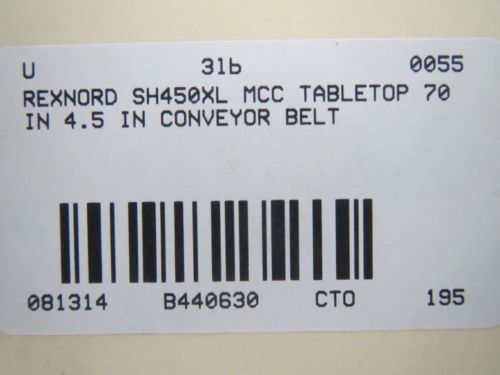 U 31b 0055
REXNORD SH450XL MCC TABLETOP 70
IN 4.5 IN CONVEYOR BELT
081314 B440630 CTO 195